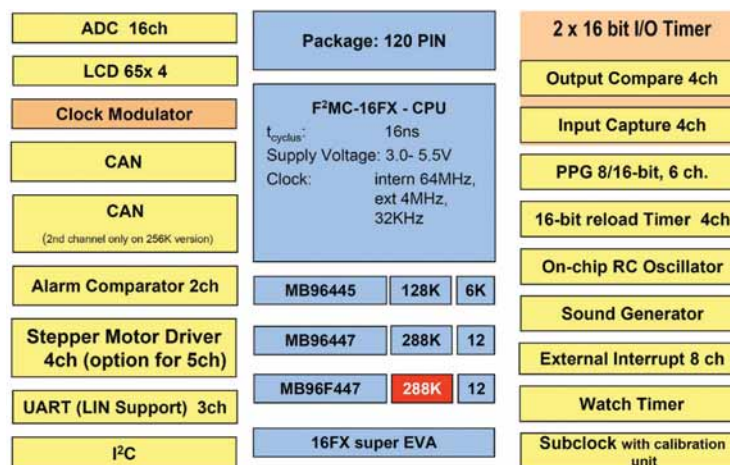 ADC 16ch
LCD 65x 4
Clock Modulator
CAN
CAN
(2nd channel only on 256K version)
Alarm Comparator 2ch
Stepper Motor Driver
4ch (option for 5ch)
UART (LIN Support) 3ch
I²C
Package: 120 PIN
F²MC-16FX - CPU
tcyclus: 16ns
Supply Voltage: 3.0- 5.5V
Clock: intern 64MHz,
ext 4MHz,
32KHz
MB96445 128K 6K
MB96447 288K 12
MB96F447 288K 12
16FX super EVA
2 x 16 bit I/O Timer
Output Compare 4ch
Input Capture 4ch
PPG 8/16-bit, 6 ch.
16-bit reload Timer 4ch
On-chip RC Oscillator
Sound Generator
External Interrupt 8 ch
Watch Timer
Subclock with calibration
unit